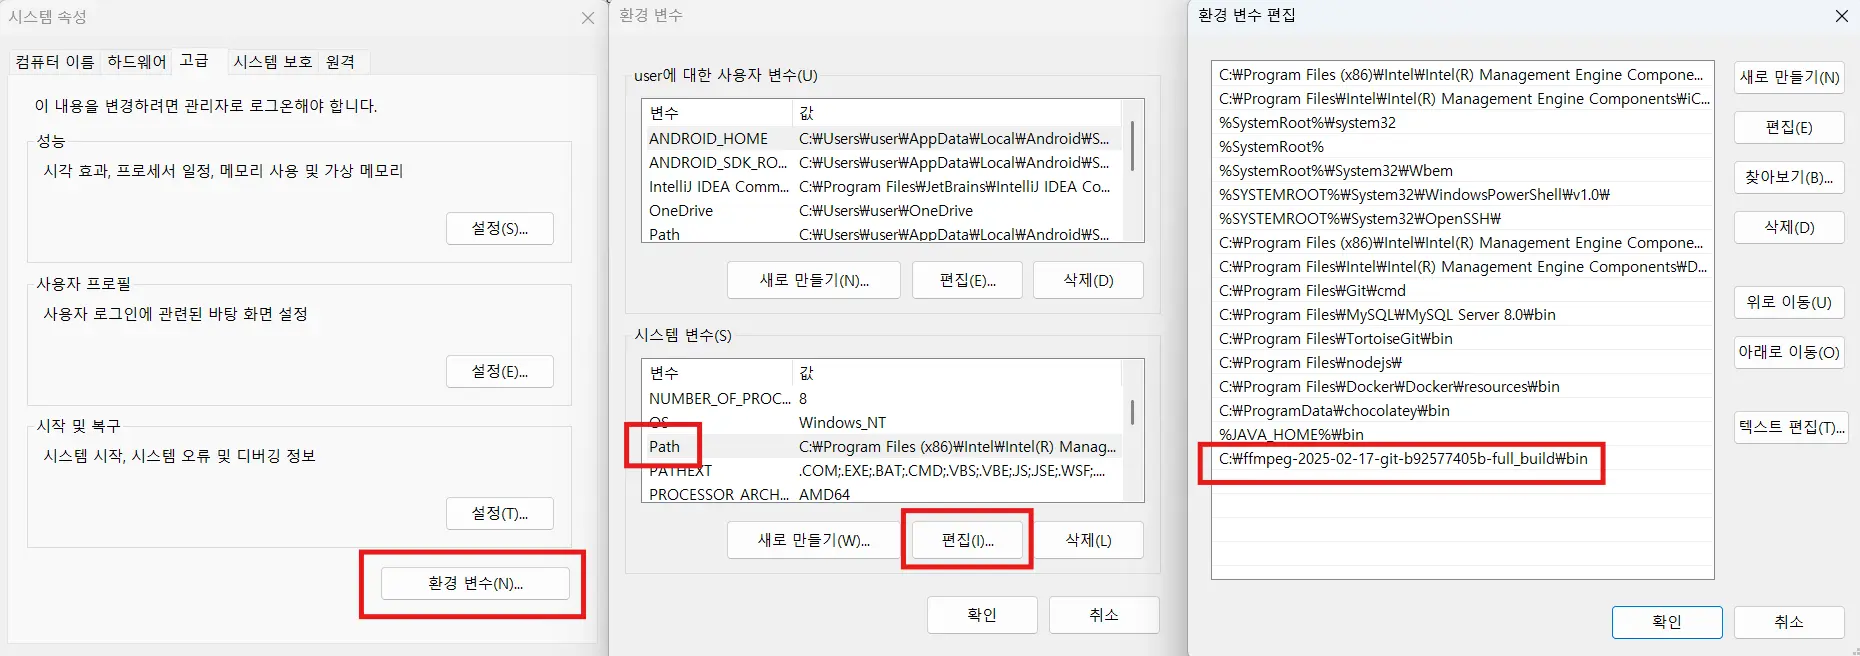 시스템 속성
컴퓨터 이름 하드웨어 고급 시스템 보호 원격
이 내용을 변경하려면 관리자로 로그온해야 합니다.
성능
시각 효과, 프로세서 일정, 메모리 사용 및 가상 메모리
설정(S)...
사용자 프로필
사용자 로그인에 관련된 바탕 화면 설정
설정(E)...
시작 및 복구
시스템 시작, 시스템 오류 및 디버깅 정보
설정(T)...
환경 변수(N)...
환경 변수
user에 대한 사용자 변수(U)
변수 값
ANDROID_HOME C:₩Users₩user₩AppData₩Local₩Android₩S...
ANDROID_SDK_RO... C:₩Users₩user₩AppData₩Local₩Android₩S...
IntelliJ IDEA Comm... C:₩Program Files₩JetBrains₩IntelliJ IDEA Co...
OneDrive C:₩Users₩user₩OneDrive
Path C:₩Users₩user₩AppData₩Local₩Android₩S...
새로 만들기(N)... 편집(E)... 삭제(D)
시스템 변수(S)
변수 값
NUMBER_OF_PROC... 8
OS Windows_NT
Path C:₩Program Files (x86)₩Intel₩Intel(R) Manag...
PATHEXT .COM;.EXE;.BAT;.CMD;.VBS;.VBE;.JS;.JSE;.WSF;....
PROCESSOR_ARCH... AMD64
새로 만들기(W)... 편집(I)... 삭제(L)
확인 취소
환경 변수 편집
C:₩Program Files (x86)₩Intel₩Intel(R) Management Engine Compone...
C:₩Program Files₩Intel₩Intel(R) Management Engine Components₩iC...
%SystemRoot%₩system32
%SystemRoot%
%SystemRoot%₩System32₩Wbem
%SYSTEMROOT%₩System32₩WindowsPowerShell₩v1.0₩
%SYSTEMROOT%₩System32₩OpenSSH₩
C:₩Program Files (x86)₩Intel₩Intel(R) Management Engine Compone...
C:₩Program Files₩Intel₩Intel(R) Management Engine Components₩D...
C:₩Program Files₩Git₩cmd
C:₩Program Files₩MySQL₩MySQL Server 8.0₩bin
C:₩Program Files₩TortoiseGit₩bin
C:₩Program Files₩nodejs₩
C:₩Program Files₩Docker₩Docker₩resources₩bin
C:₩ProgramData₩chocolatey₩bin
%JAVA_HOME%₩bin
C:₩ffmpeg-2025-02-17-git-b92577405b-full_build₩bin
새로 만들기(N)
편집(E)
찾아보기(B)...
삭제(D)
위로 이동(U)
아래로 이동(O)
텍스트 편집(T)...
확인 취소